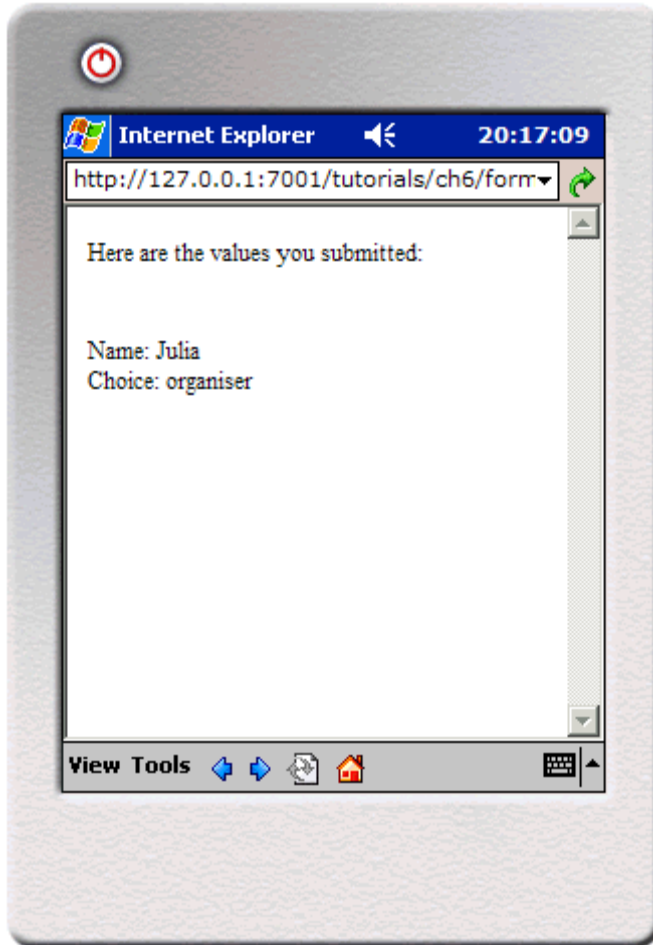 Internet Explorer 20:17:09
http://127.0.0.1:7001/tutorials/ch6/form
Here are the values you submitted:
Name: Julia
Choice: organiser
View Tools